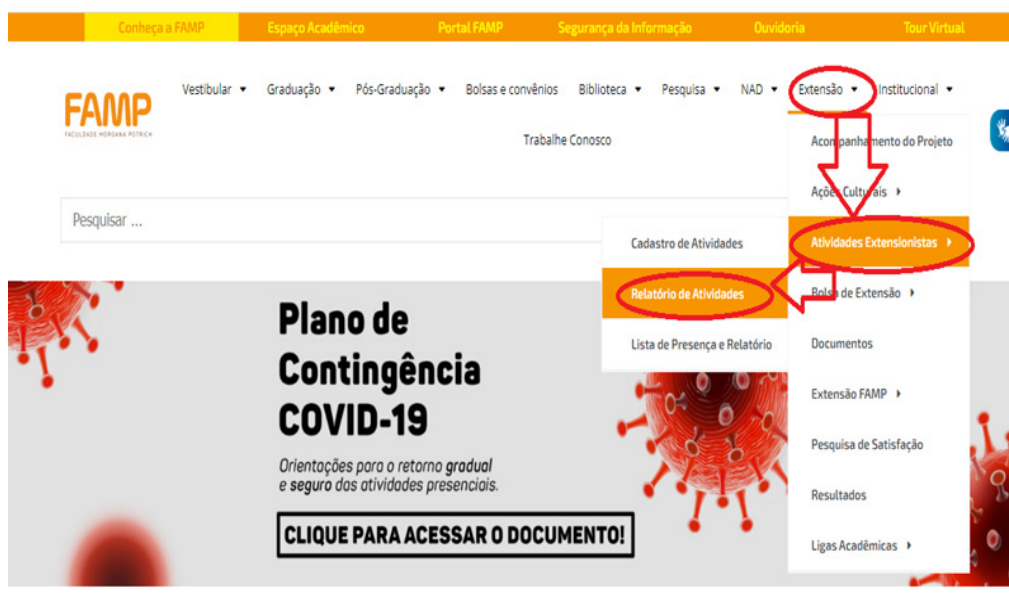 Conheça a FAMP Espaço Acadêmico Portal FAMP Segurança da Informação Ouvidoria Tour Virtual
FAMP
FACULDADE MORGANA POTRICH
Vestibular Graduação Pós-Graduação Bolsas e convênios Biblioteca Pesquisa NAD Extensão Institucional
Trabalhe Conosco
Pesquisar ...
Acompanhamento do Projeto
Ações Culturais
Atividades Extensionistas
Bolsa de Extensão
Documentos
Extensão FAMP
Pesquisa de Satisfação
Resultados
Ligas Acadêmicas
Cadastro de Atividades
Relatório de Atividades
Lista de Presença e Relatório
Plano de
Contingência
COVID-19
Orientações para o retorno gradual
e seguro das atividades presenciais.
CLIQUE PARA ACESSAR O DOCUMENTO!